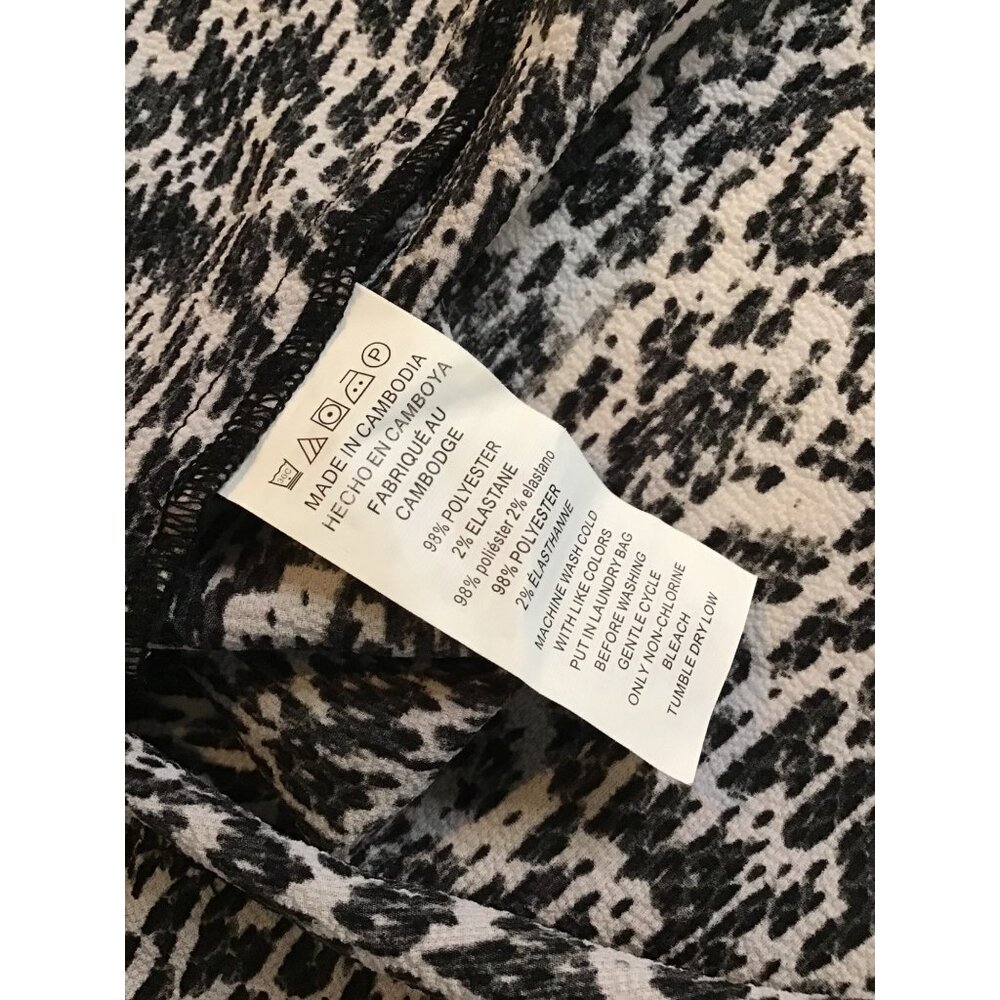 30C P
MADE IN CAMBODIA
HECHO EN CAMBOYA
FABRIQUÉ AU
CAMBODGE
98% POLYESTER
2% ELASTANE
98% poliéster 2% elastano
98% POLYESTER
2% ÉLASTHANNE
MACHINE WASH COLD
WITH LIKE COLORS
PUT IN LAUNDRY BAG
BEFORE WASHING
GENTLE CYCLE
ONLY NON-CHLORINE
BLEACH
TUMBLE DRY LOW